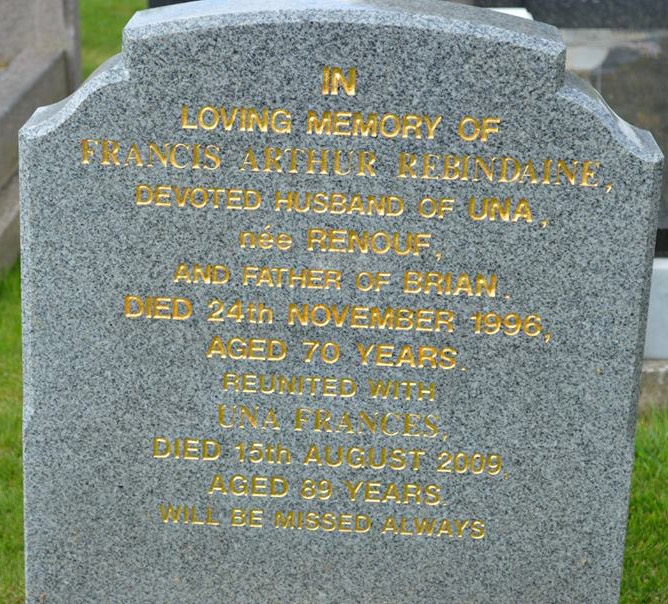 IN
LOVING MEMORY OF
FRANCIS ARTHUR REBINDAINE,
DEVOTED HUSBAND OF UNA,
née RENOUF,
AND FATHER OF BRIAN.
DIED 24th NOVEMBER 1996,
AGED 70 YEARS.
REUNITED WITH
UNA FRANCES,
DIED 15th AUGUST 2009,
AGED 89 YEARS.
WILL BE MISSED ALWAYS